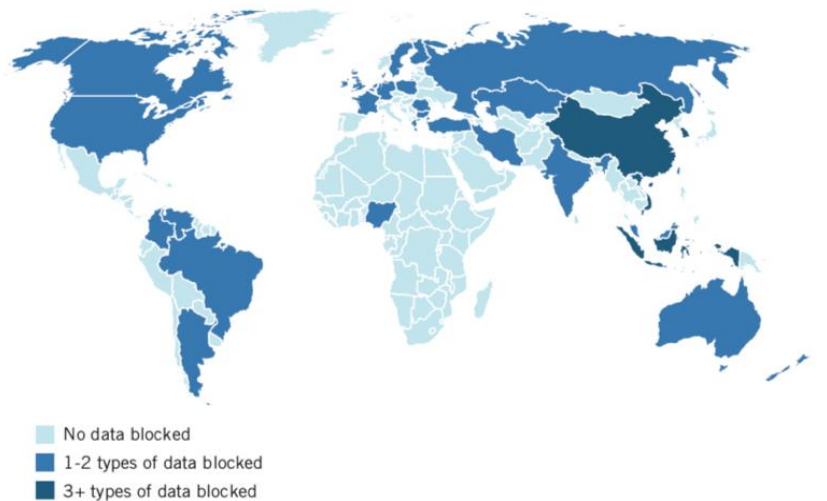 No data blocked
1-2 types of data blocked
3+ types of data blocked